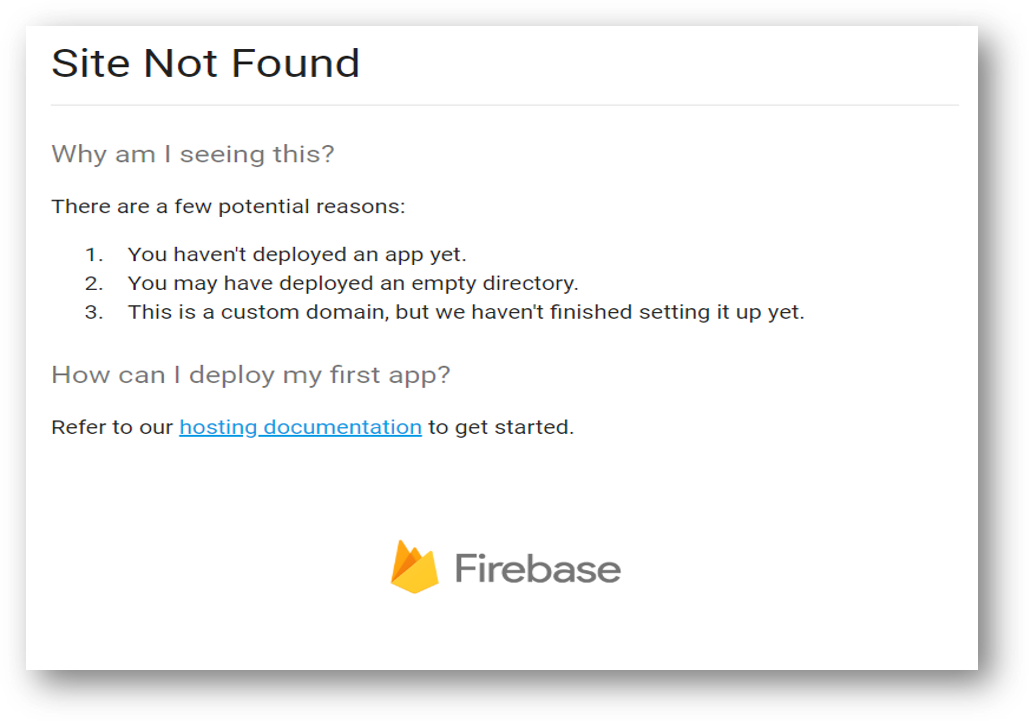 Site Not Found
Why am I seeing this?
There are a few potential reasons:
1. You haven't deployed an app yet.
2. You may have deployed an empty directory.
3. This is a custom domain, but we haven't finished setting it up yet.
How can I deploy my first app?
Refer to our hosting documentation to get started.
Firebase